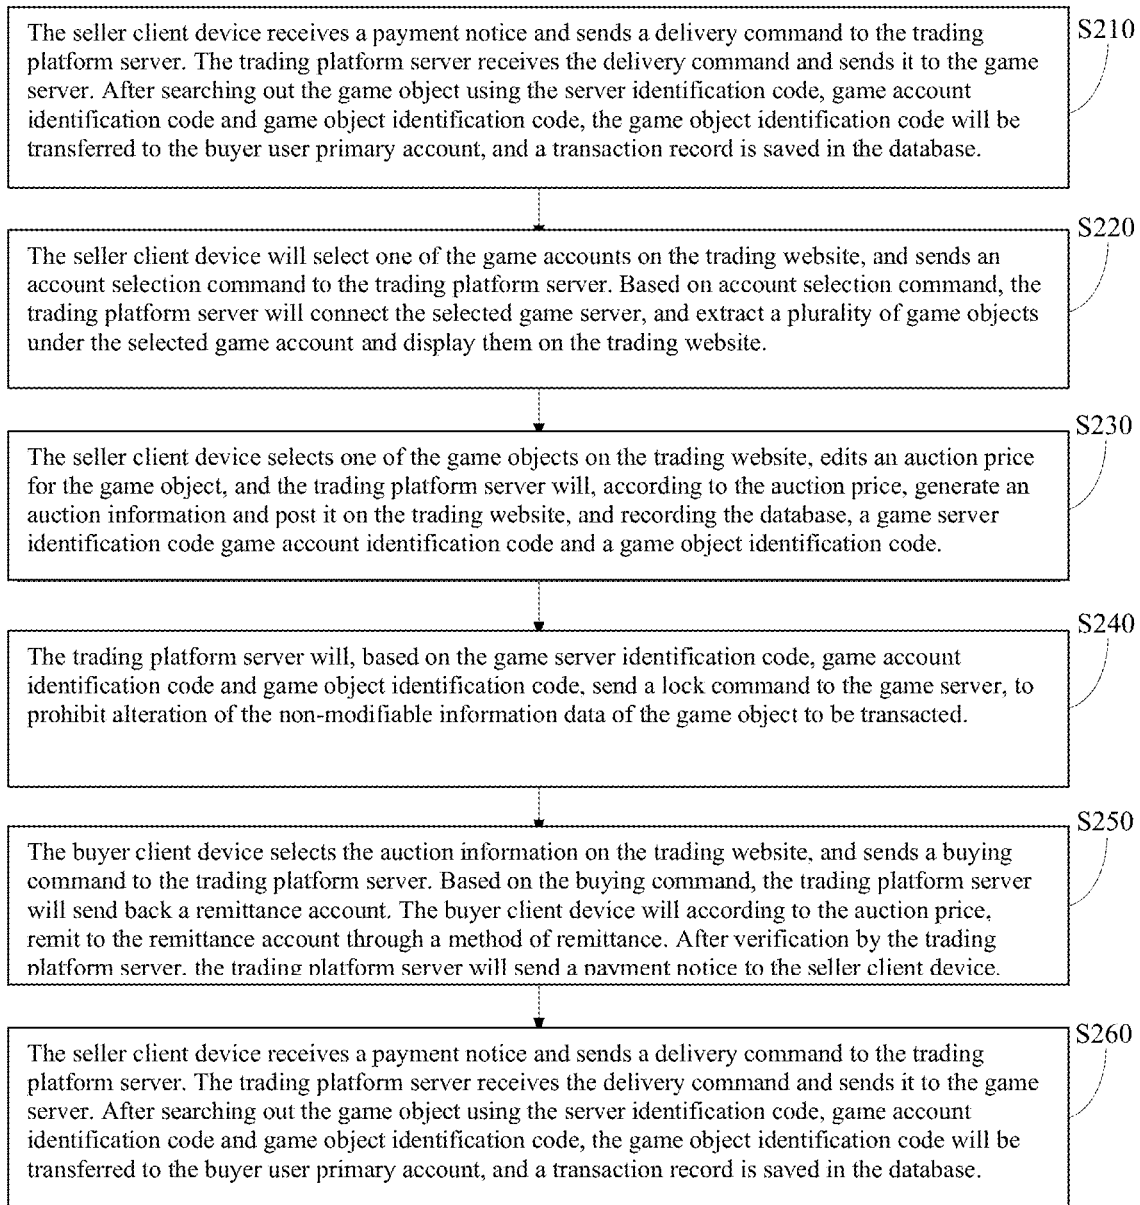 The seller client device receives a payment notice and sends a delivery command to the trading
platform server. The trading platform server receives the delivery command and sends it to the game
server. After searching out the game object using the server identification code, game account
identification code and game object identification code, the game object identification code will be
transferred to the buyer user primary account, and a transaction record is saved in the database.
S210
The seller client device will select one of the game accounts on the trading website, and sends an
account selection command to the trading platform server. Based on account selection command, the
trading platform server will connect the selected game server, and extract a plurality of game objects
under the selected game account and display them on the trading website.
S220
The seller client device selects one of the game objects on the trading website, edits an auction price
for the game object, and the trading platform server will, according to the auction price, generate an
auction information and post it on the trading website, and recording the database, a game server
identification code game account identification code and a game object identification code.
S230
The trading platform server will, based on the game server identification code, game account
identification code and game object identification code, send a lock command to the game server, to
prohibit alteration of the non-modifiable information data of the game object to be transacted.
S240
The buyer client device selects the auction information on the trading website, and sends a buying
command to the trading platform server. Based on the buying command, the trading platform server
will send back a remittance account. The buyer client device will according to the auction price,
remit to the remittance account through a method of remittance. After verification by the trading
platform server, the trading platform server will send a payment notice to the seller client device.
S250
The seller client device receives a payment notice and sends a delivery command to the trading
platform server. The trading platform server receives the delivery command and sends it to the game
server. After searching out the game object using the server identification code, game account
identification code and game object identification code, the game object identification code will be
transferred to the buyer user primary account, and a transaction record is saved in the database.
S260